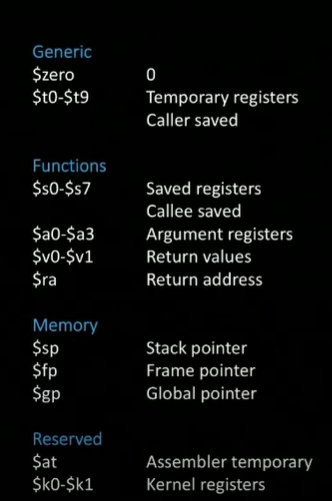 Generic
$zero 0
$t0-$t9 Temporary registers
Caller saved
Functions
$s0-$s7 Saved registers
Callee saved
$a0-$a3 Argument registers
$v0-$v1 Return values
$ra Return address
Memory
$sp Stack pointer
$fp Frame pointer
$gp Global pointer
Reserved
$at Assembler temporary
$k0-$k1 Kernel registers